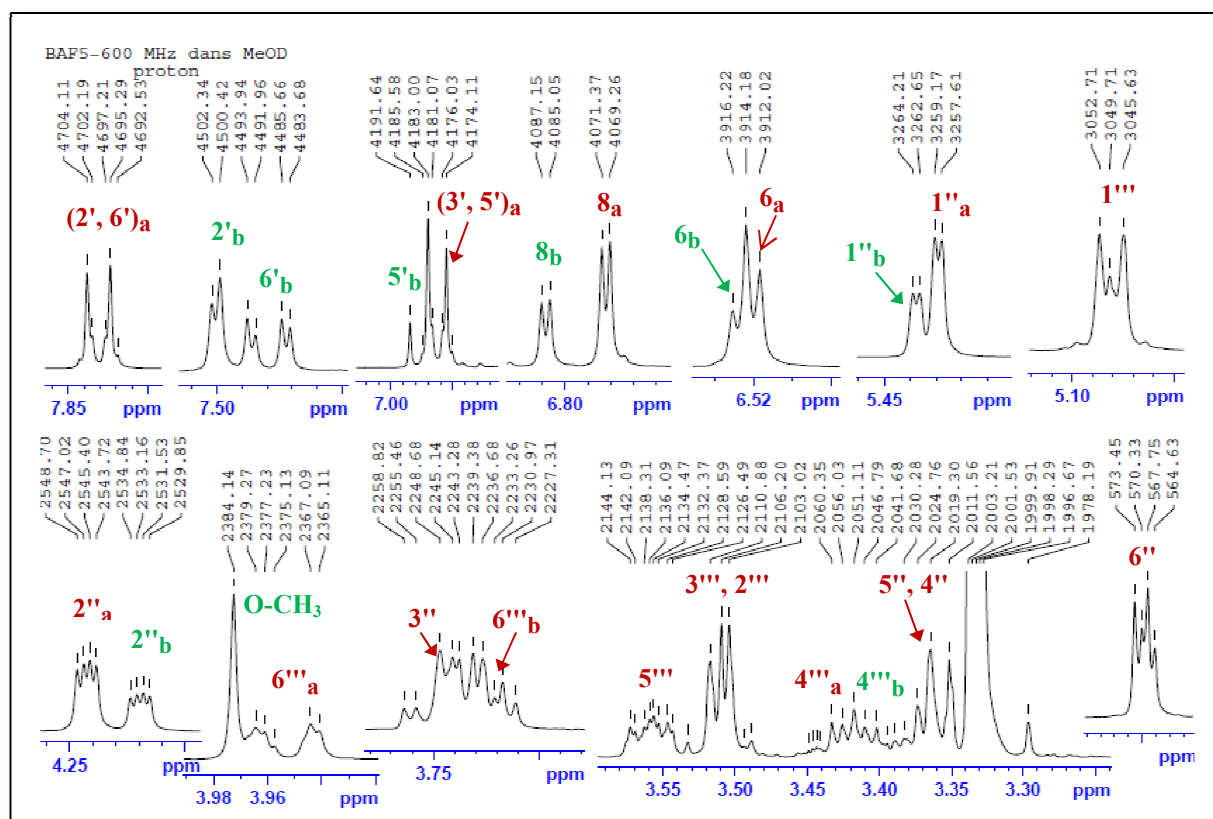 BAF5-600 MHz dans MeOD
proton
4704.11
4702.19
4697.21
4695.29
4692.53
4502.34
4500.42
4493.94
4491.96
4485.66
4483.68
4191.64
4185.58
4183.00
4181.07
4176.03
4174.11
4087.15
4085.05
4071.37
4069.26
3916.22
3914.18
3912.02
3264.21
3262.65
3259.17
3257.61
3052.71
3049.71
3045.63
(2', 6')a
2'b
6'b
5'b
(3', 5')a
8b
8a
6b
6a
1''b
1''a
1'''
7.85 ppm
7.50 ppm
7.00 ppm
6.80 ppm
6.52 ppm
5.45 ppm
5.10 ppm
2548.70
2547.02
2545.40
2543.72
2534.84
2533.16
2531.53
2529.85
2384.14
2379.27
2377.23
2375.13
2367.09
2365.11
2258.82
2255.46
2248.68
2245.14
2243.28
2239.38
2236.68
2233.26
2230.97
2227.31
2144.13
2142.09
2138.31
2136.09
2134.47
2132.37
2128.59
2126.49
2110.88
2106.20
2103.02
2060.35
2056.03
2051.11
2046.79
2041.68
2030.28
2024.76
2019.30
2011.56
2003.21
2001.53
1999.91
1998.29
1996.67
1978.19
573.45
570.33
567.75
564.63
2''a
2''b
O-CH3
6'''a
3''
6'''b
5'''
3''', 2'''
4'''a
4'''b
5'', 4''
6''
4.25 ppm
3.98 3.96 ppm
3.75 ppm
3.55 3.50 3.45 3.40 3.35 3.30 ppm